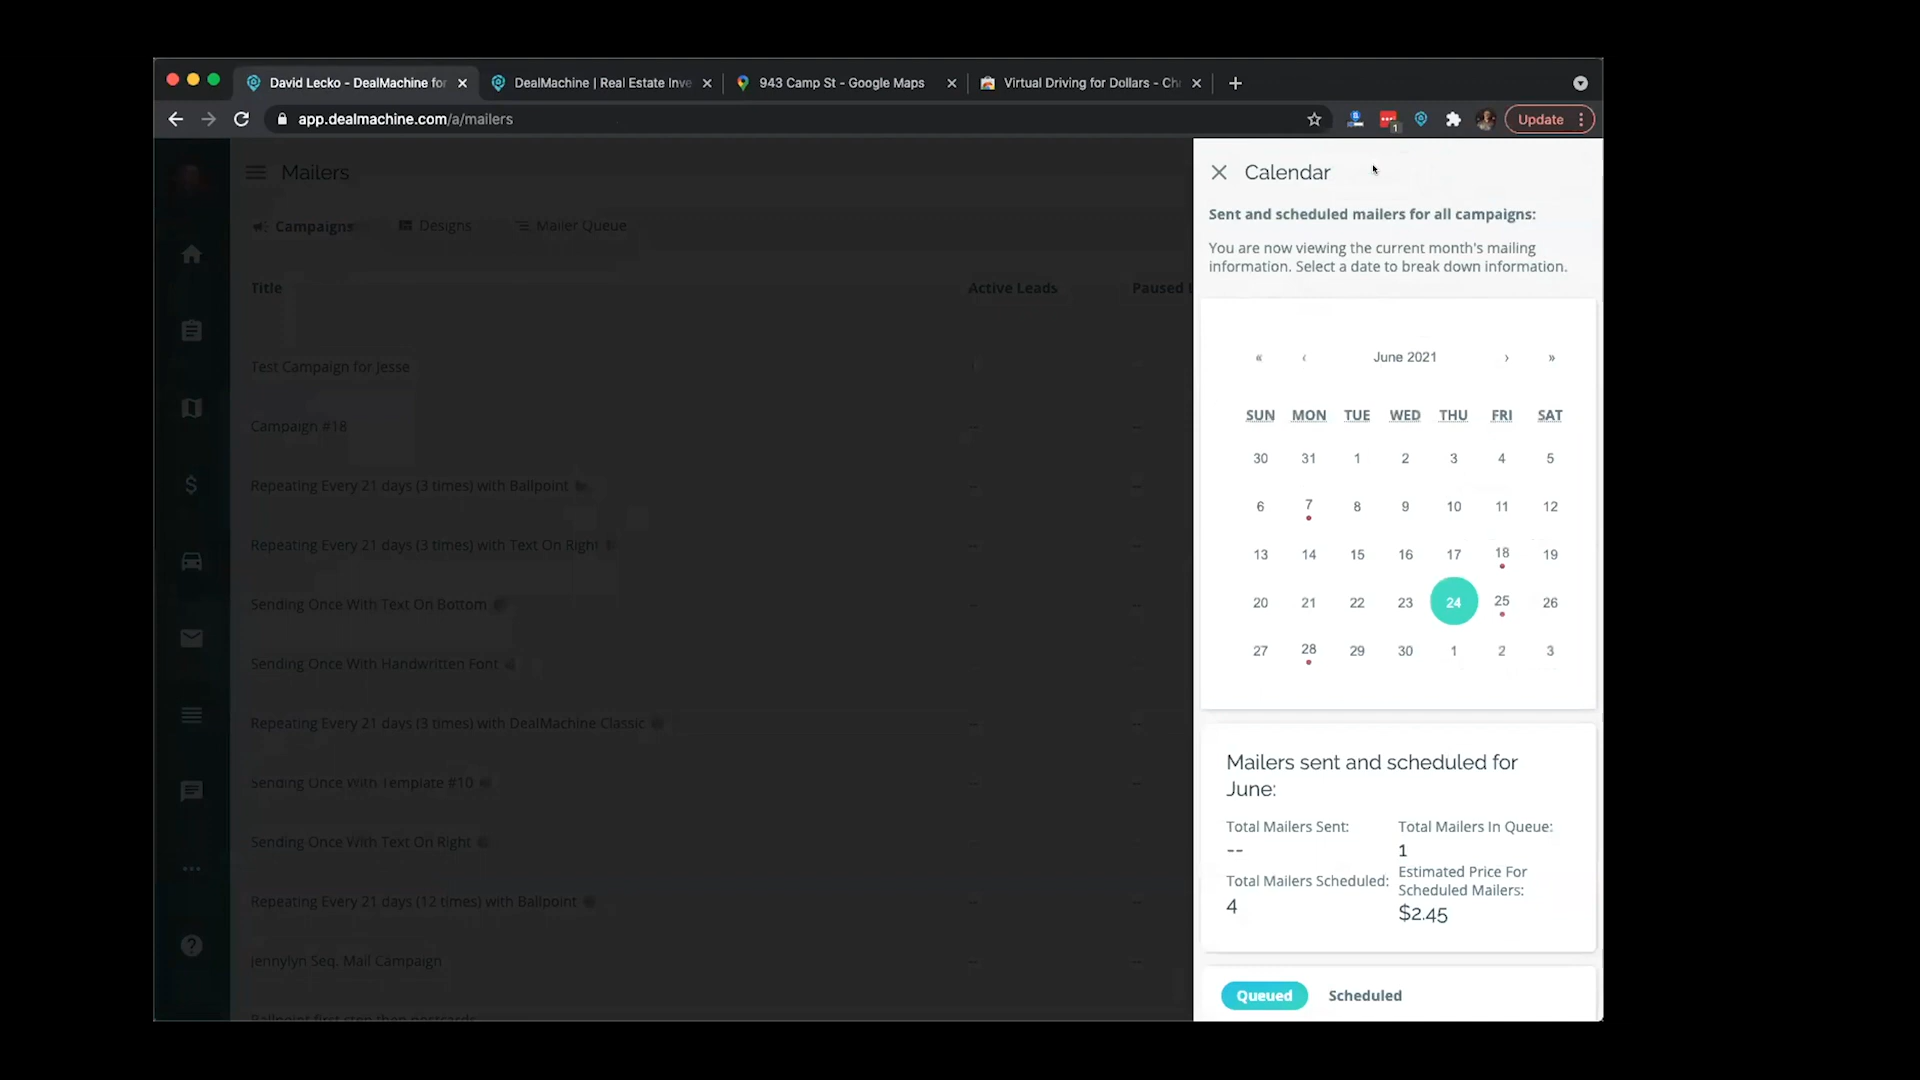 David Lecko - DealMachine for
DealMachine | Real Estate Inve
943 Camp St - Google Maps
Virtual Driving for Dollars - Ch
app.dealmachine.com/a/mailers
1
Update
Mailers
Campaigns
Designs
Mailer Queue
Title
Active Leads
Paused
Test Campaign for Jesse
Campaign #18
Repeating Every 21 days (3 times) with Ballpoint
Repeating Every 21 days (3 times) with Text On Right
Sending Once With Text On Bottom
Sending Once With Handwritten Font
Repeating Every 21 days (3 times) with DealMachine Classic
Sending Once With Template #10
Sending Once With Text On Right
Repeating Every 21 days (12 times) with Ballpoint
Jennylyn Seq. Mail Campaign
Ballpoint first step then postcards
Calendar
Sent and scheduled mailers for all campaigns:
You are now viewing the current month's mailing
information. Select a date to break down information.
« ‹ June 2021 › »
SUN MON TUE WED THU FRI SAT
30 31 1 2 3 4 5
6 7 8 9 10 11 12
13 14 15 16 17 18 19
20 21 22 23 24 25 26
27 28 29 30 1 2 3
Mailers sent and scheduled for
June:
Total Mailers Sent:
--
Total Mailers In Queue:
1
Total Mailers Scheduled:
4
Estimated Price For
Scheduled Mailers:
$2.45
Queued
Scheduled